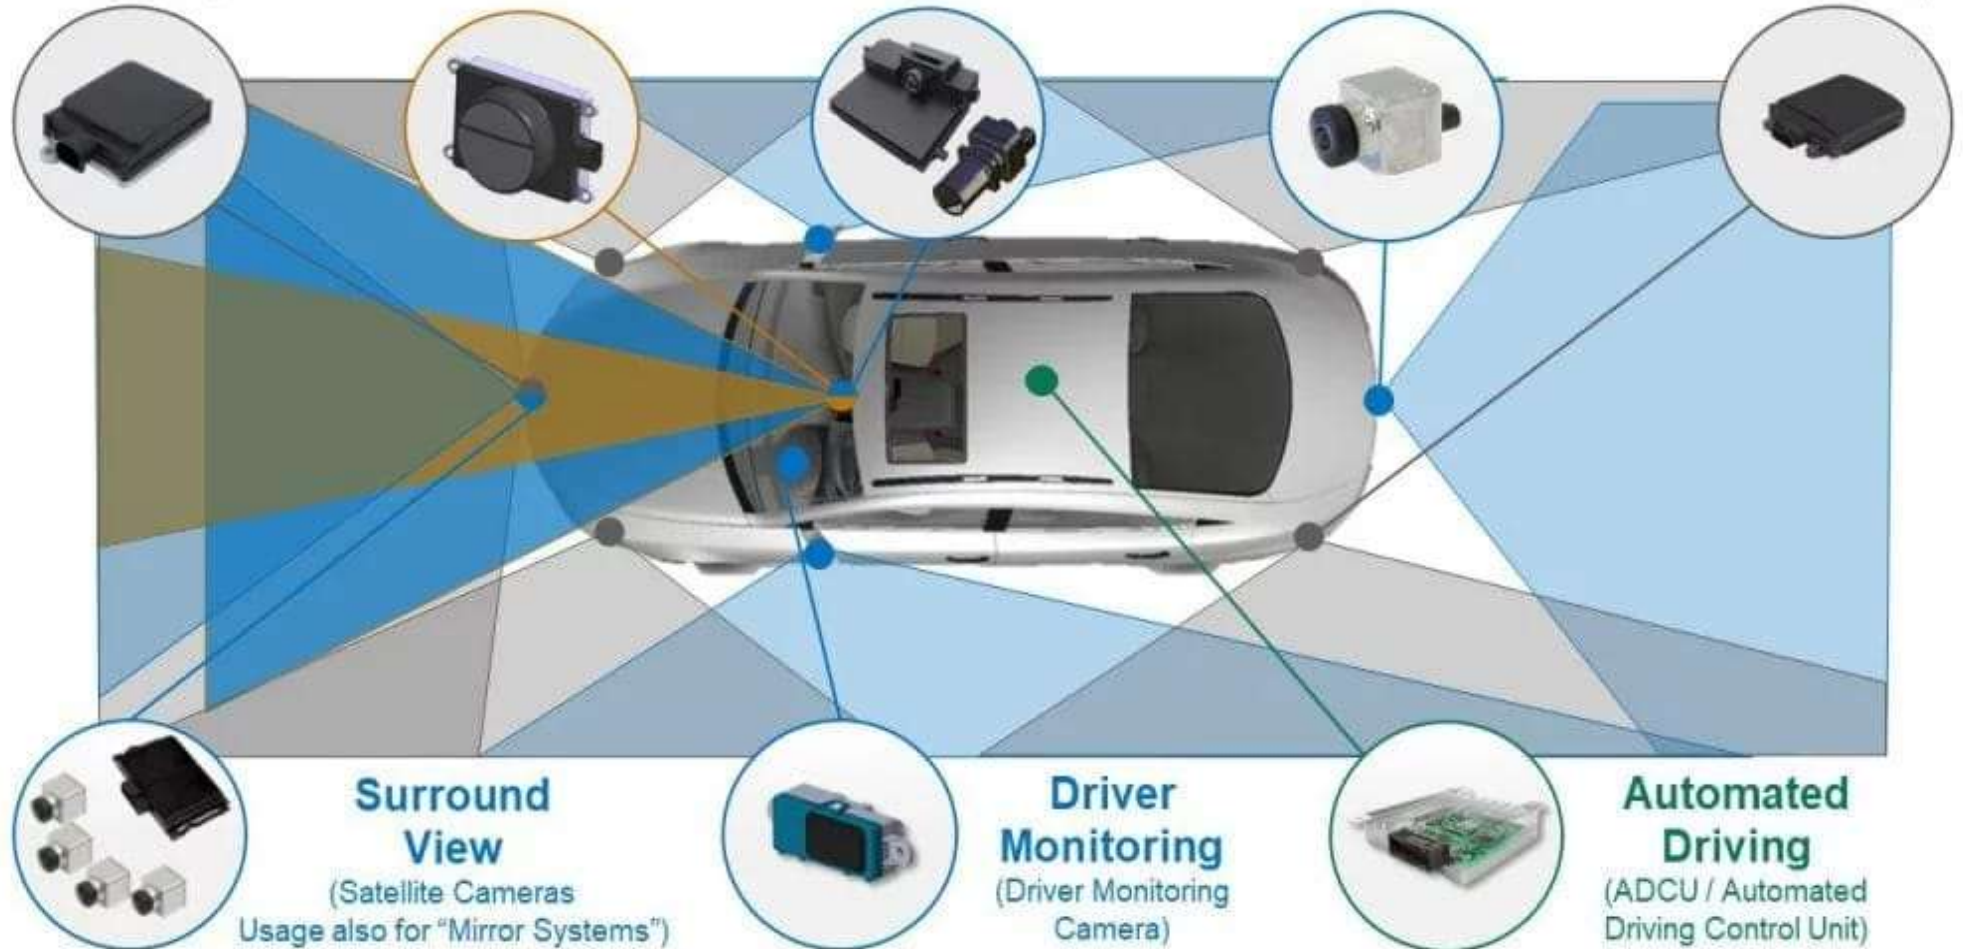 Surround
View
(Satellite Cameras
Usage also for “Mirror Systems”)
Driver
Monitoring
(Driver Monitoring
Camera)
Automated
Driving
(ADCU / Automated
Driving Control Unit)